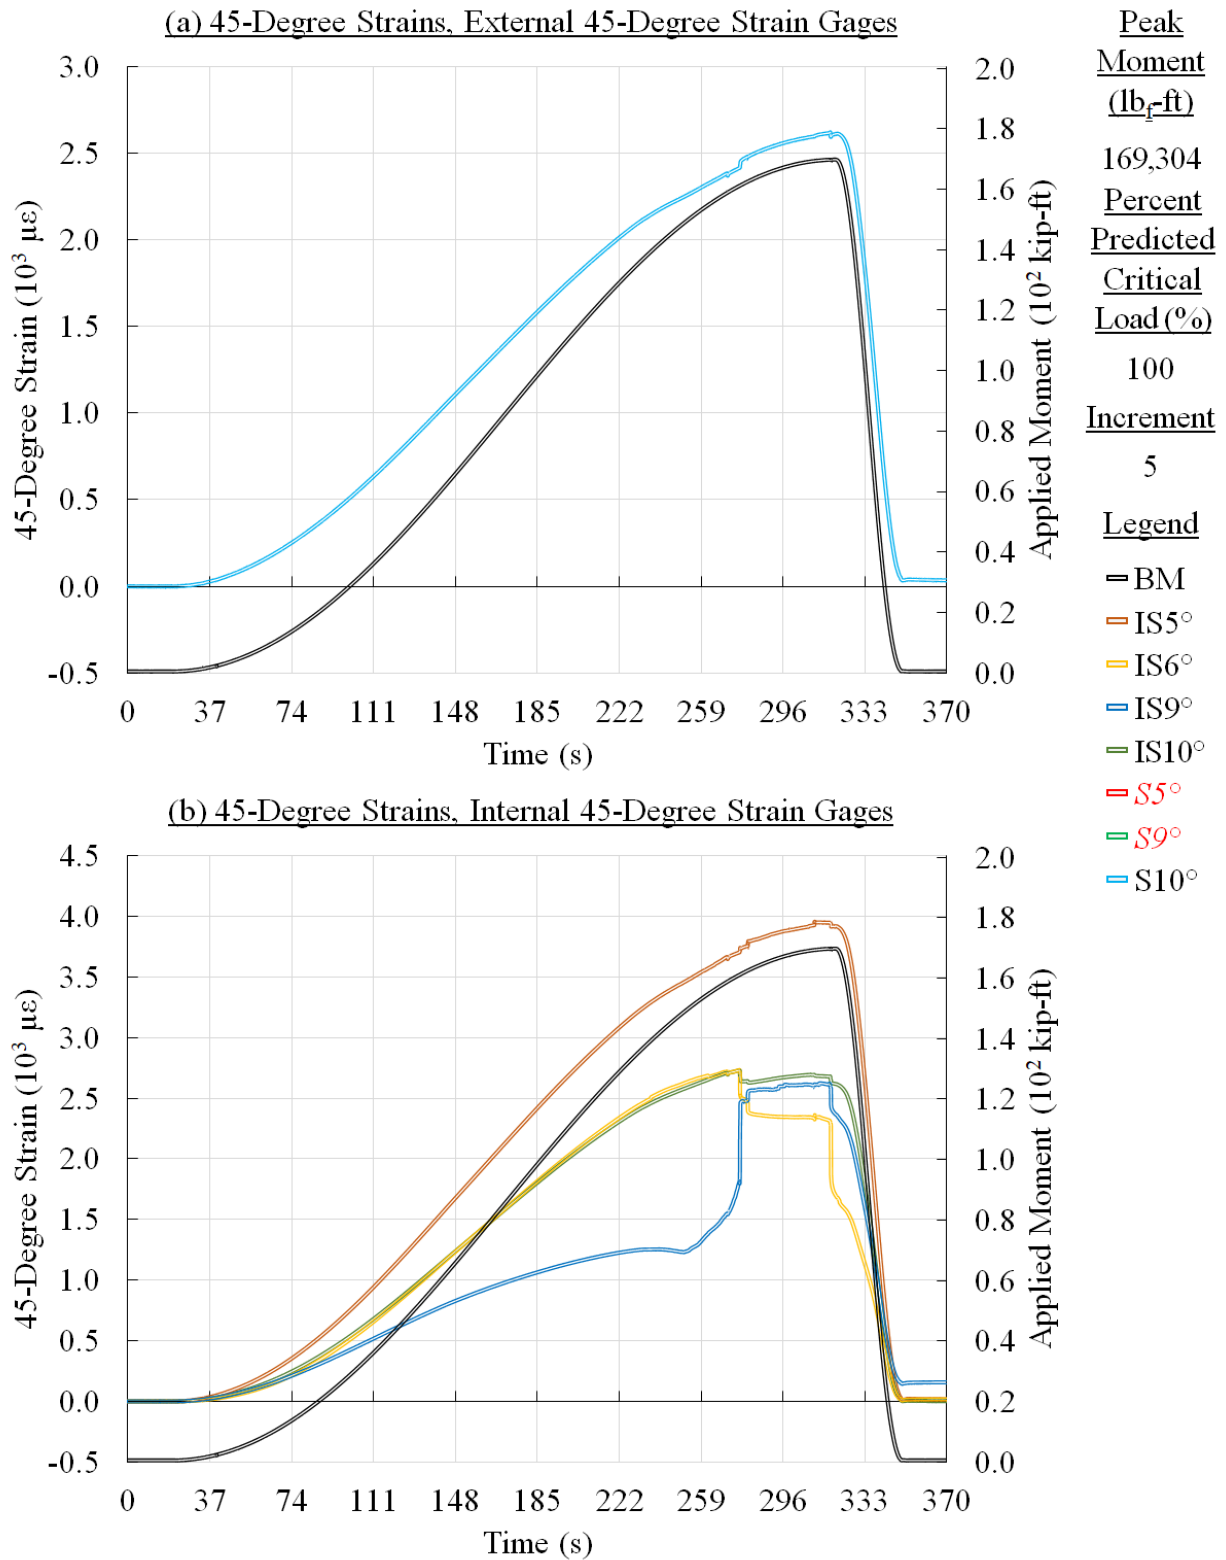 (a) 45-Degree Strains, External 45-Degree Strain Gages
45-Degree Strain (10³ µε)
3.0
2.5
2.0
1.5
1.0
0.5
0.0
-0.5
0 37 74 111 148 185 222 259 296 333 370
Time (s)
2.0
1.8
1.6
1.4
1.2
1.0
0.8
0.6
0.4
0.2
0.0
Applied Moment (10² kip-ft)
(b) 45-Degree Strains, Internal 45-Degree Strain Gages
45-Degree Strain (10³ µε)
4.5
4.0
3.5
3.0
2.5
2.0
1.5
1.0
0.5
0.0
-0.5
0 37 74 111 148 185 222 259 296 333 370
Time (s)
2.0
1.8
1.6
1.4
1.2
1.0
0.8
0.6
0.4
0.2
0.0
Applied Moment (10² kip-ft)
Peak
Moment
(lb_f-ft)
169,304
Percent
Predicted
Critical
Load (%)
100
Increment
5
Legend
BM
IS5°
IS6°
IS9°
IS10°
S5°
S9°
S10°